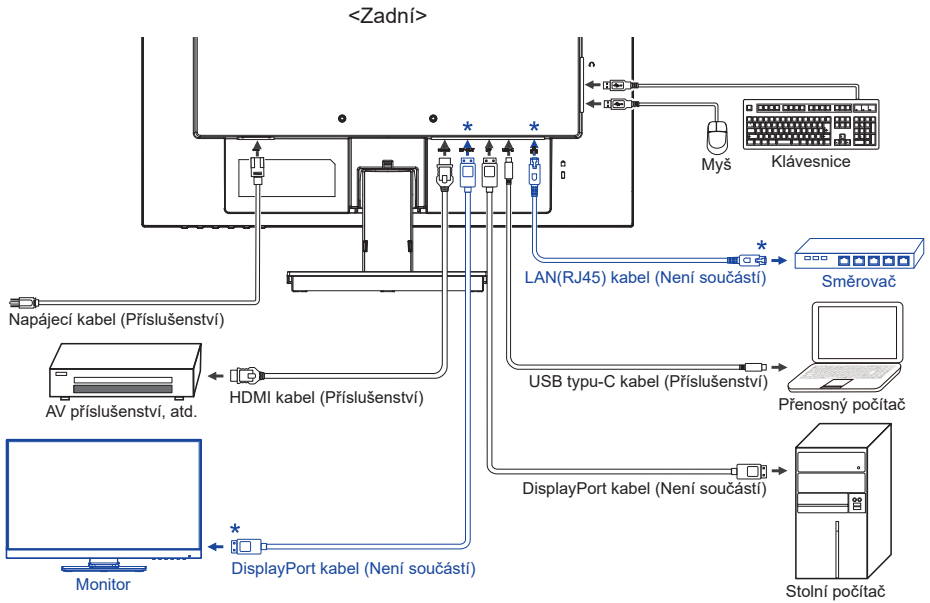 <Zadní>
*
*
Myš
Klávesnice
*
LAN(RJ45) kabel (Není součástí)
Směrovač
Napájecí kabel (Příslušenství)
USB typu-C kabel (Příslušenství)
HDMI kabel (Příslušenství)
AV příslušenství, atd.
Přenosný počítač
DisplayPort kabel (Není součástí)
*
DisplayPort kabel (Není součástí)
Monitor
Stolní počítač